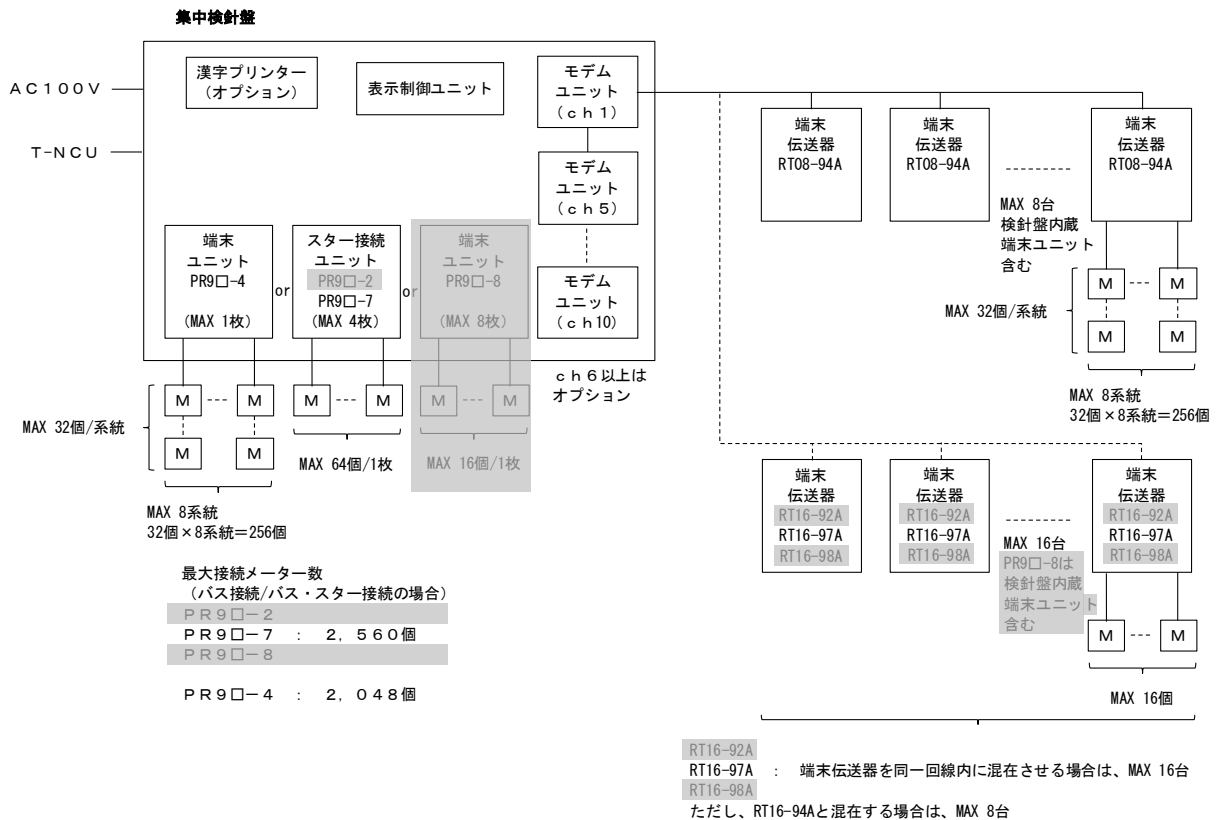 集中検針盤
AC100V
T-NCU
漢字プリンター
(オプション)
表示制御ユニット
モデム
ユニット
(ch1)
モデム
ユニット
(ch5)
モデム
ユニット
(ch10)
ch6以上は
オプション
端末
ユニット
PR9□-4
(MAX 1枚)
or
スター接続
ユニット
PR9□-2
PR9□-7
(MAX 4枚)
or
端末
ユニット
PR9□-8
(MAX 8枚)
M --- M
M M
MAX 32個/系統
MAX 8系統
32個×8系統=256個
M --- M
MAX 64個/1枚
M --- M
MAX 16個/1枚
端末
伝送器
RT08-94A
端末
伝送器
RT08-94A
MAX 8台
検針盤内蔵
端末ユニット
含む
端末
伝送器
RT08-94A
M --- M
M M
MAX 32個/系統
MAX 8系統
32個×8系統=256個
端末
伝送器
RT16-92A
RT16-97A
RT16-98A
端末
伝送器
RT16-92A
RT16-97A
RT16-98A
MAX 16台
PR9□-8は
検針盤内蔵
端末ユニット
含む
端末
伝送器
RT16-92A
RT16-97A
RT16-98A
M --- M
MAX 16個
最大接続メーター数
(バス接続/バス・スター接続の場合)
PR9□-2
PR9□-7 : 2,560個
PR9□-8
PR9□-4 : 2,048個
RT16-92A
RT16-97A : 端末伝送器を同一回線内に混在させる場合は、MAX 16台
RT16-98A
ただし、RT16-94Aと混在する場合は、MAX 8台